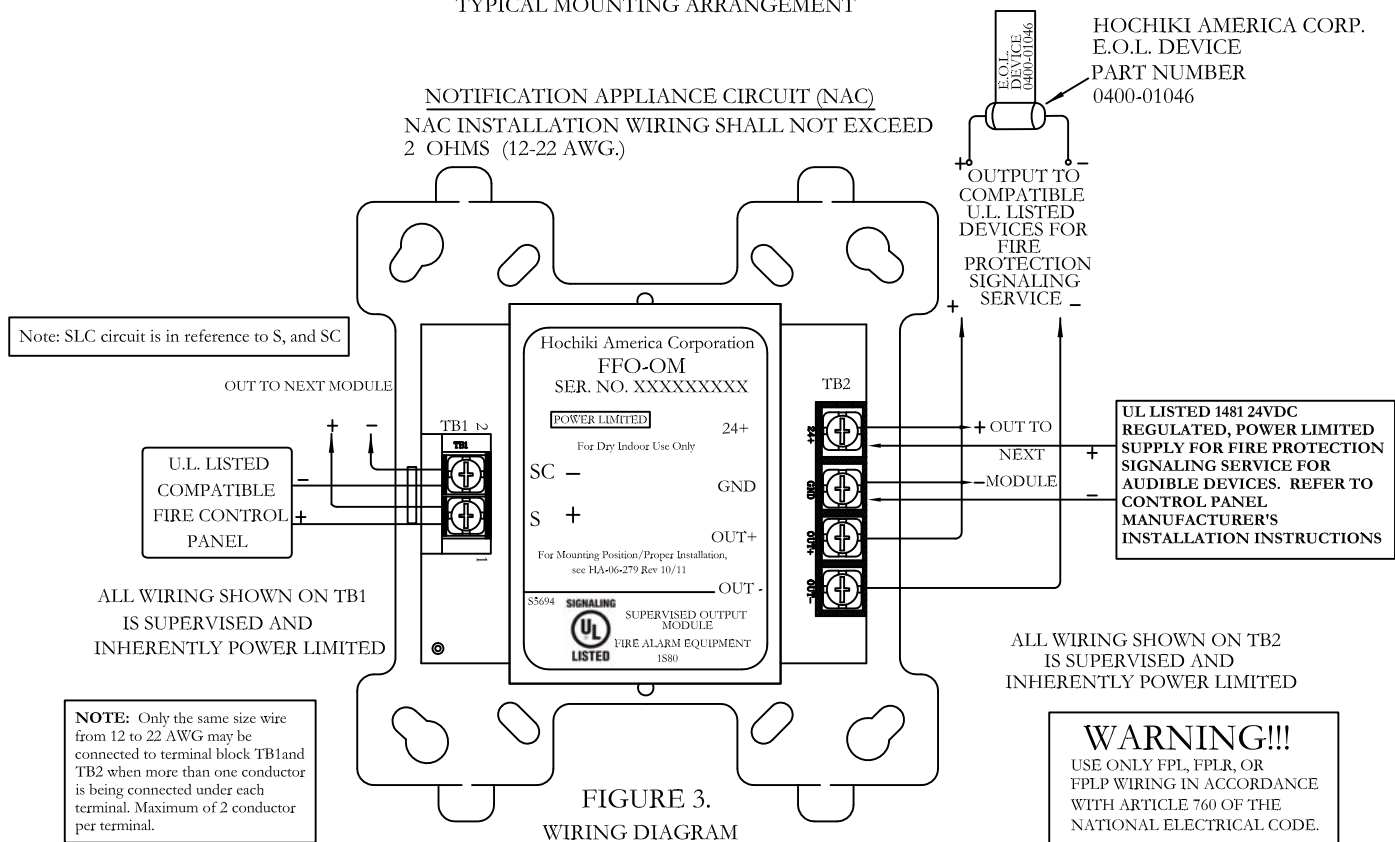 TYPICAL MOUNTING ARRANGEMENT
HOCHIKI AMERICA CORP.
E.O.L. DEVICE
PART NUMBER
0400-01046
E.O.L.
DEVICE
0400-01046
NOTIFICATION APPLIANCE CIRCUIT (NAC)
NAC INSTALLATION WIRING SHALL NOT EXCEED
2 OHMS (12-22 AWG.)
+ -
OUTPUT TO
COMPATIBLE
U.L. LISTED
DEVICES FOR
FIRE
PROTECTION
SIGNALING
SERVICE
+ -
Note: SLC circuit is in reference to S, and SC
OUT TO NEXT MODULE
+ -
U.L. LISTED
COMPATIBLE
FIRE CONTROL
PANEL
-
+
TB1
2
TB1
1
ALL WIRING SHOWN ON TB1
IS SUPERVISED AND
INHERENTLY POWER LIMITED
Hochiki America Corporation
FFO-OM
SER. NO. XXXXXXXXX
POWER LIMITED
24+
For Dry Indoor Use Only
SC -
GND
S +
OUT+
For Mounting Position/Proper Installation,
see HA-06-279 Rev 10/11
OUT -
S5694
SIGNALING
UL
LISTED
SUPERVISED OUTPUT
MODULE
FIRE ALARM EQUIPMENT
1S80
TB2
24+
GND
OUT+
OUT-
+ OUT TO
NEXT
- MODULE
+
-
UL LISTED 1481 24VDC
REGULATED, POWER LIMITED
SUPPLY FOR FIRE PROTECTION
SIGNALING SERVICE FOR
AUDIBLE DEVICES. REFER TO
CONTROL PANEL
MANUFACTURER'S
INSTALLATION INSTRUCTIONS
ALL WIRING SHOWN ON TB2
IS SUPERVISED AND
INHERENTLY POWER LIMITED
NOTE: Only the same size wire
from 12 to 22 AWG may be
connected to terminal block TB1and
TB2 when more than one conductor
is being connected under each
terminal. Maximum of 2 conductor
per terminal.
FIGURE 3.
WIRING DIAGRAM
WARNING!!!
USE ONLY FPL, FPLR, OR
FPLP WIRING IN ACCORDANCE
WITH ARTICLE 760 OF THE
NATIONAL ELECTRICAL CODE.